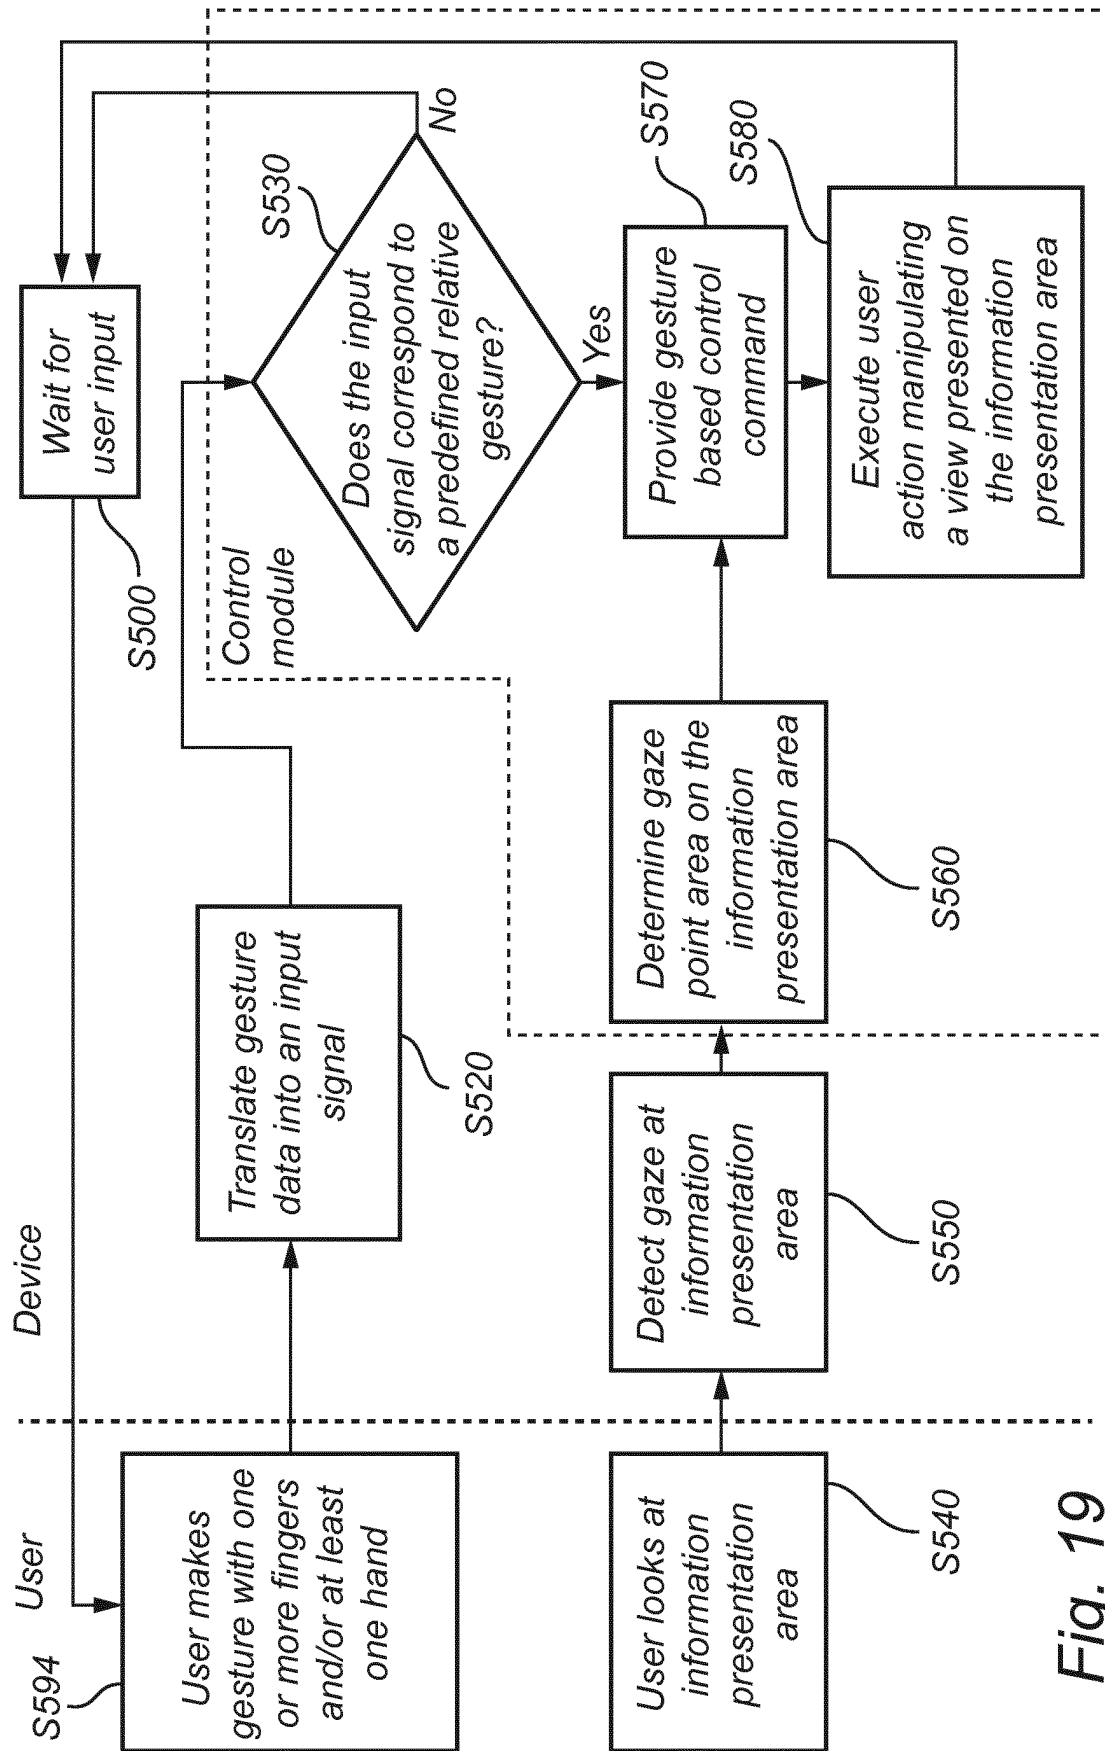 User
Device
Wait for
user input
S500
S594
User makes
gesture with one
or more fingers
and/or at least
one hand
Translate gesture
data into an input
signal
S520
Control
module
Does the input
signal correspond to
a predefined relative
gesture?
S530
No
Yes
User looks at
information
presentation
area
S540
Detect gaze at
information
presentation
area
S550
Determine gaze
point area on the
information
presentation area
S560
Provide gesture
based control
command
S570
Execute user
action manipulating
a view presented on
the information
presentation area
S580
Fig. 19